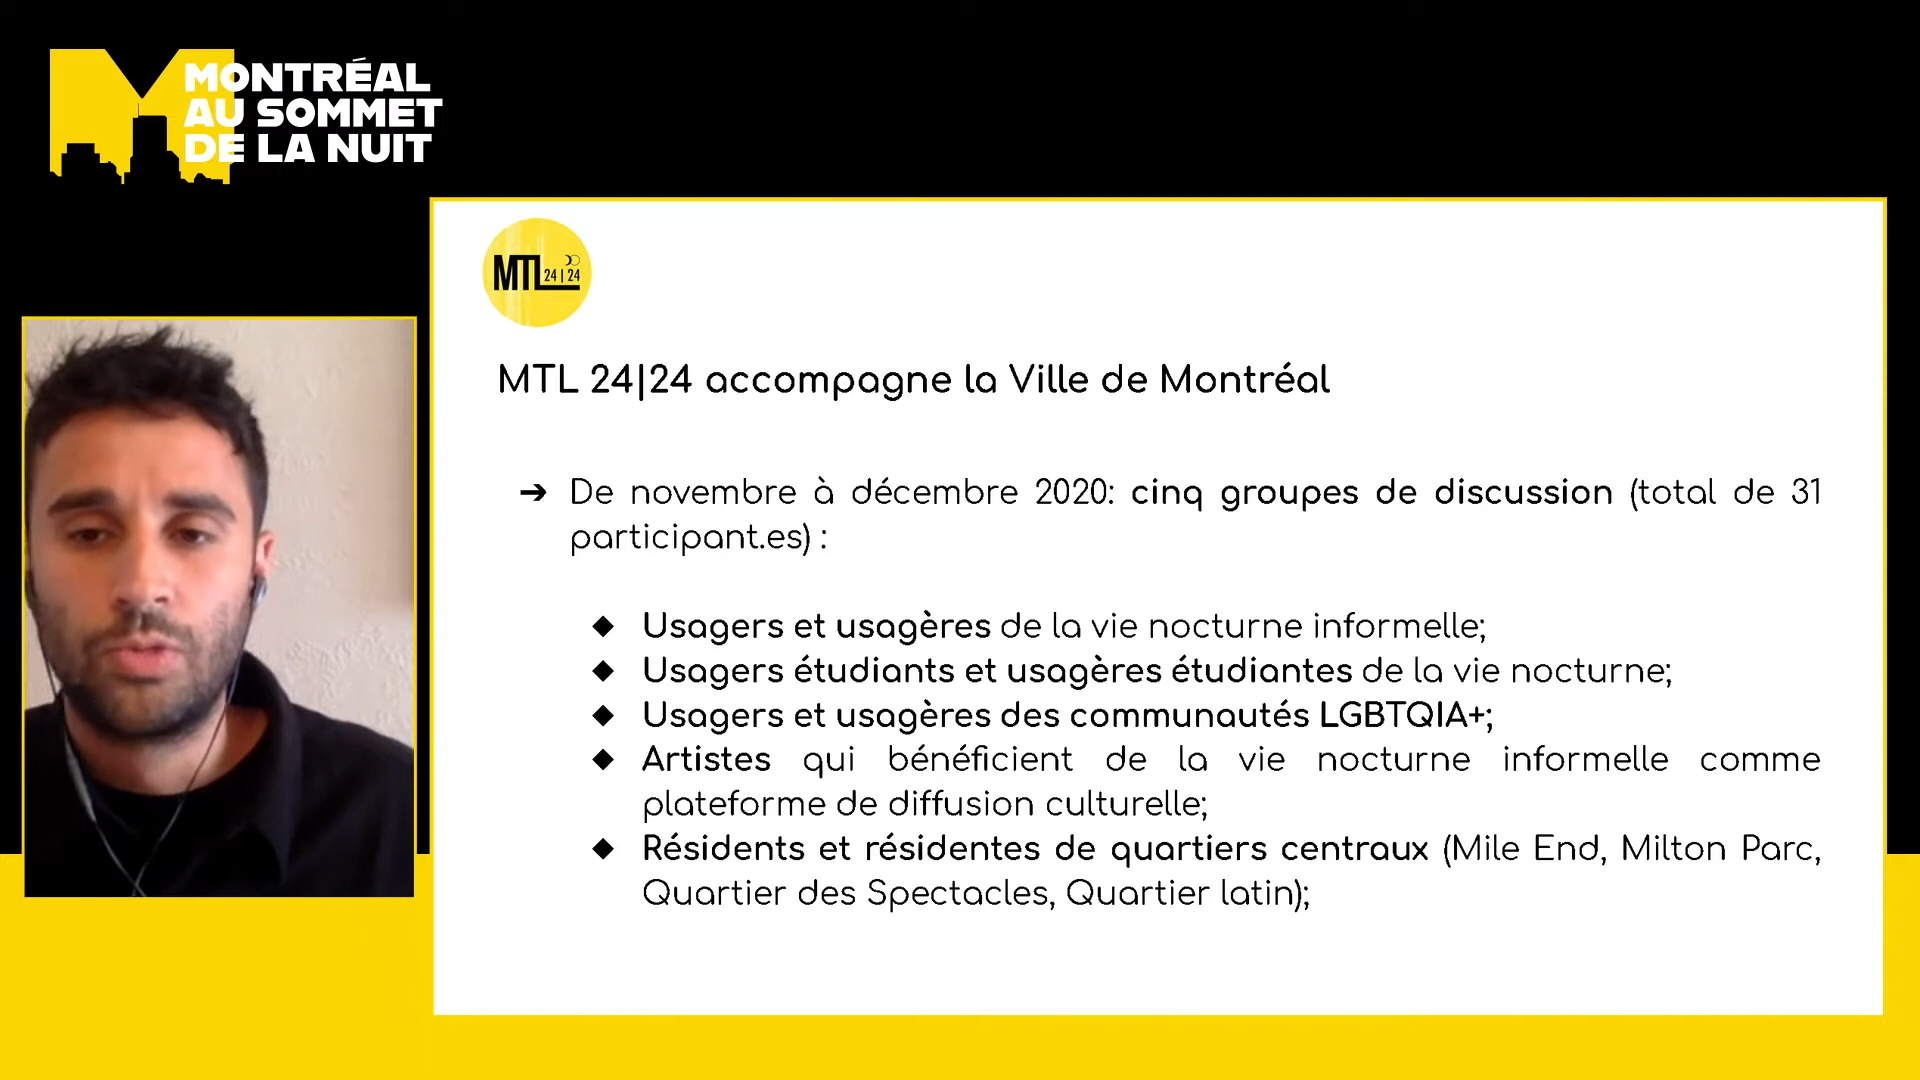 MONTRÉAL
AU SOMMET
DE LA NUIT
MTL 24|24
MTL 24|24 accompagne la Ville de Montréal
➔ De novembre à décembre 2020: cinq groupes de discussion (total de 31
participant.es) :
◆ Usagers et usagères de la vie nocturne informelle;
◆ Usagers étudiants et usagères étudiantes de la vie nocturne;
◆ Usagers et usagères des communautés LGBTQIA+;
◆ Artistes qui bénéficient de la vie nocturne informelle comme
plateforme de diffusion culturelle;
◆ Résidents et résidentes de quartiers centraux (Mile End, Milton Parc,
Quartier des Spectacles, Quartier latin);